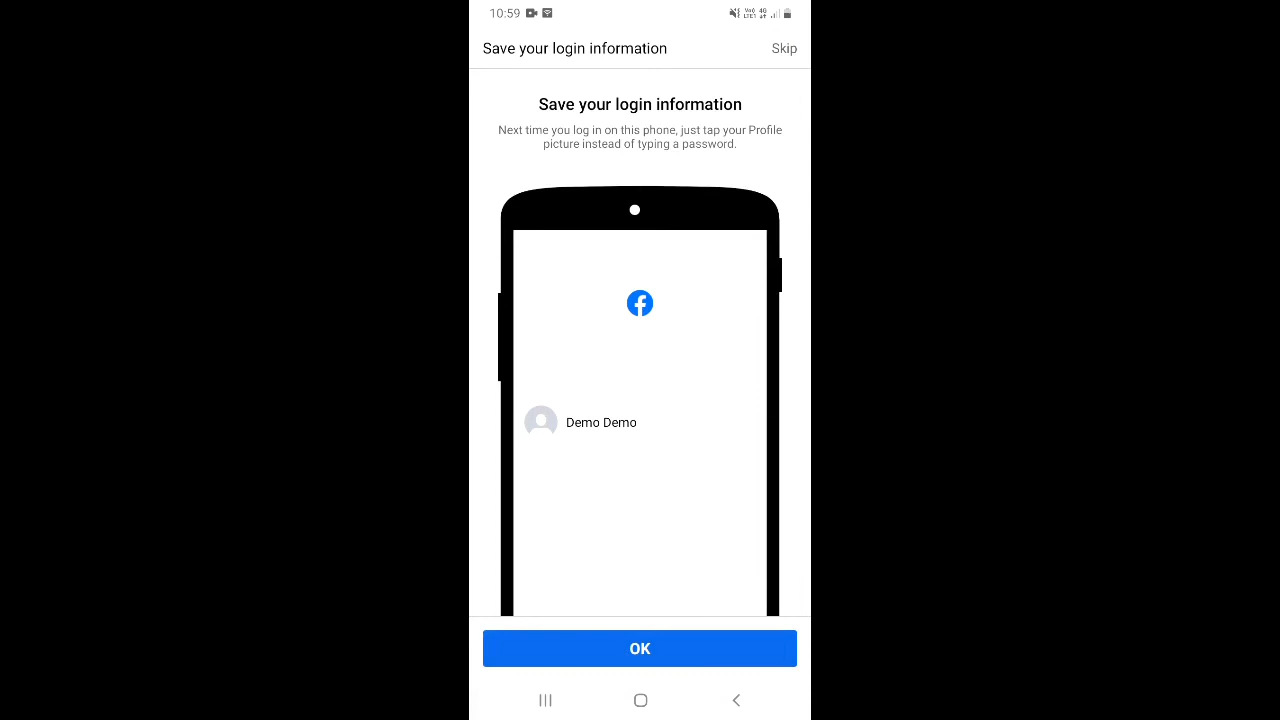 10:59
Save your login information
Skip
Save your login information
Next time you log in on this phone, just tap your Profile
picture instead of typing a password.
Demo Demo
OK